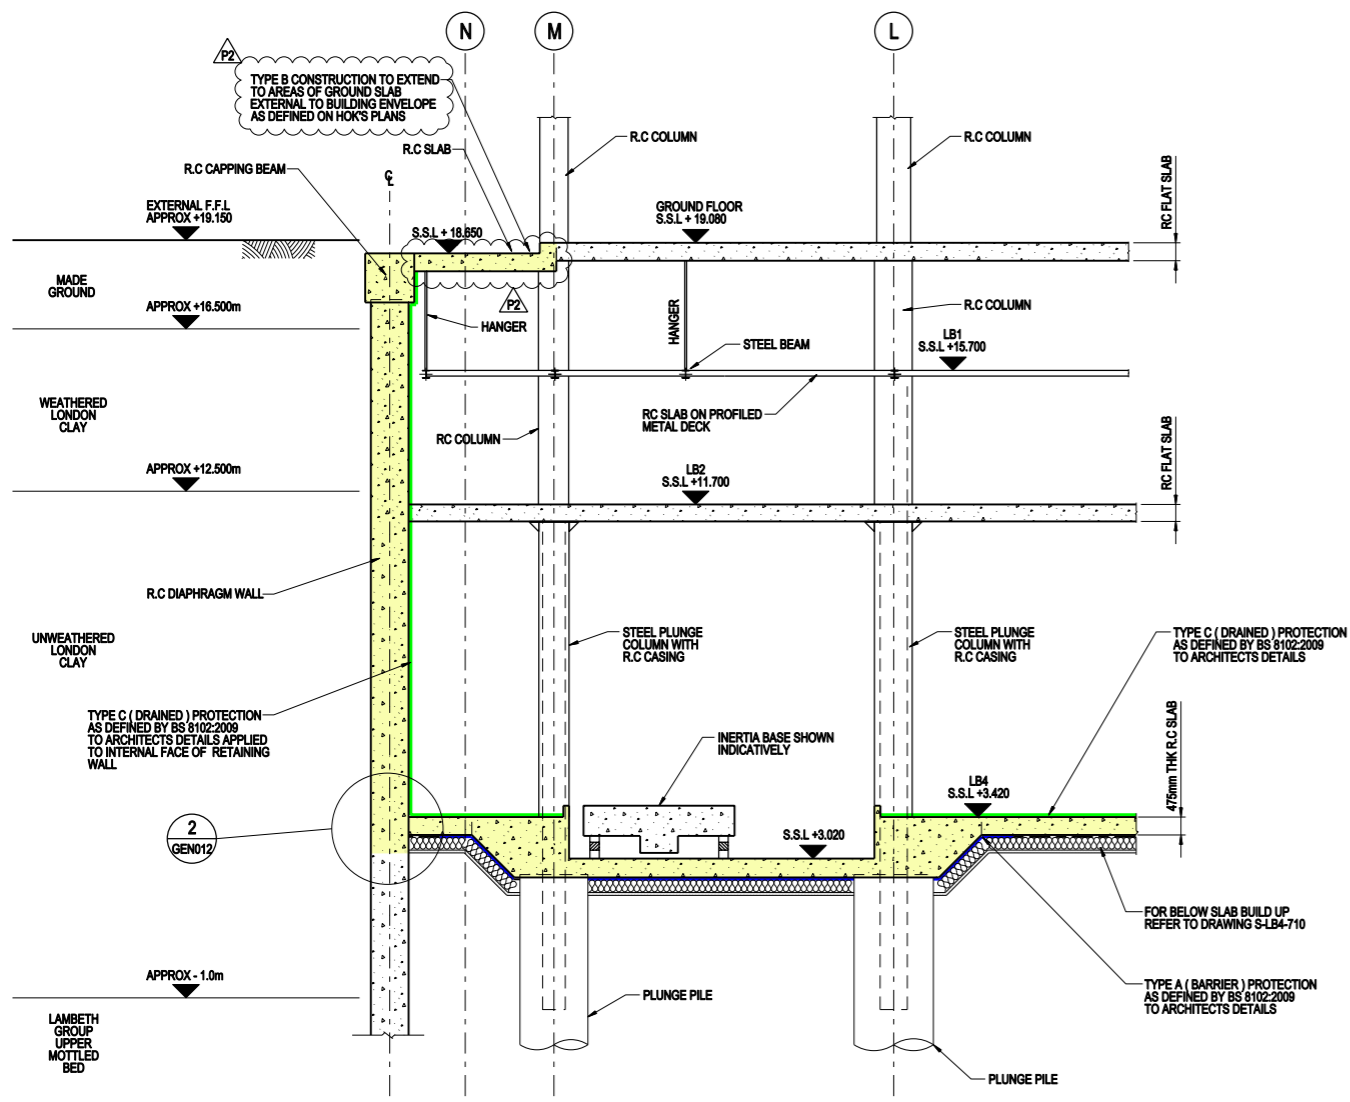 N
M
L
P2
TYPE B CONSTRUCTION TO EXTEND
TO AREAS OF GROUND SLAB
EXTERNAL TO BUILDING ENVELOPE
AS DEFINED ON HOK'S PLANS
R.C SLAB
R.C COLUMN
R.C COLUMN
R.C CAPPING BEAM
℄
EXTERNAL F.F.L
APPROX +19.150
S.S.L + 18.650
GROUND FLOOR
S.S.L + 19.080
RC FLAT SLAB
MADE
GROUND
APPROX +16.500m
P2
HANGER
HANGER
R.C COLUMN
STEEL BEAM
LB1
S.S.L +15.700
WEATHERED
LONDON
CLAY
RC SLAB ON PROFILED
METAL DECK
RC COLUMN
APPROX +12.500m
LB2
S.S.L +11.700
RC FLAT SLAB
R.C DIAPHRAGM WALL
UNWEATHERED
LONDON
CLAY
STEEL PLUNGE
COLUMN WITH
R.C CASING
STEEL PLUNGE
COLUMN WITH
R.C CASING
TYPE C ( DRAINED ) PROTECTION
AS DEFINED BY BS 8102:2009
TO ARCHITECTS DETAILS
TYPE C ( DRAINED ) PROTECTION
AS DEFINED BY BS 8102:2009
TO ARCHITECTS DETAILS APPLIED
TO INTERNAL FACE OF RETAINING
WALL
INERTIA BASE SHOWN
INDICATIVELY
475mm THK R.C SLAB
LB4
S.S.L +3.420
2
GEN012
S.S.L +3.020
FOR BELOW SLAB BUILD UP
REFER TO DRAWING S-LB4-710
APPROX - 1.0m
TYPE A ( BARRIER ) PROTECTION
AS DEFINED BY BS 8102:2009
TO ARCHITECTS DETAILS
PLUNGE PILE
LAMBETH
GROUP
UPPER
MOTTLED
BED
PLUNGE PILE